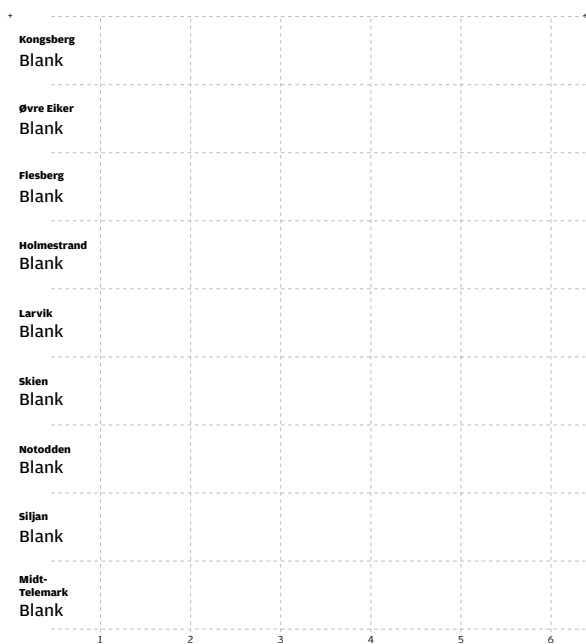 Kongsberg
Blank
Øvre Eiker
Blank
Flesberg
Blank
Holmestrand
Blank
Larvik
Blank
Skien
Blank
Notodden
Blank
Siljan
Blank
Midt-
Telemark
Blank
1 2 3 4 5 6